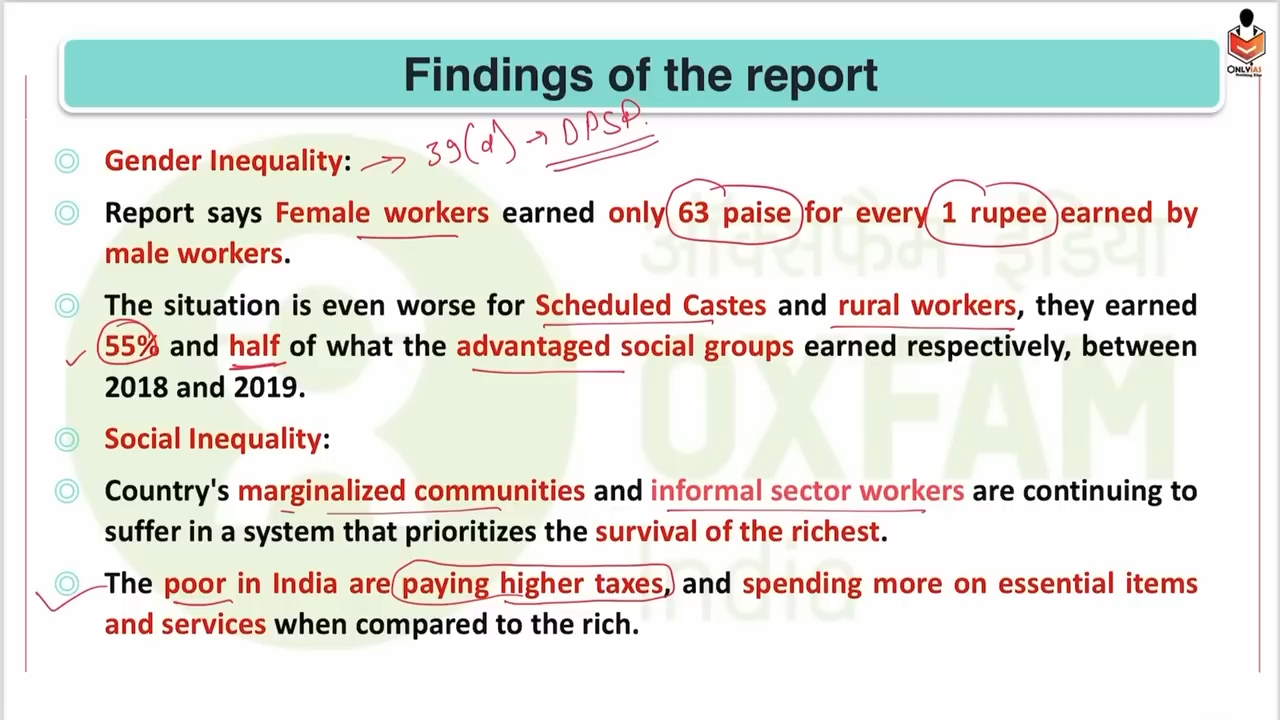 ONLYIAS
Findings of the report
39(d) → DPSP.
Gender Inequality:
Report says Female workers earned only 63 paise for every 1 rupee earned by
male workers.
The situation is even worse for Scheduled Castes and rural workers, they earned
55% and half of what the advantaged social groups earned respectively, between
2018 and 2019.
Social Inequality:
Country's marginalized communities and informal sector workers are continuing to
suffer in a system that prioritizes the survival of the richest.
The poor in India are paying higher taxes, and spending more on essential items
and services when compared to the rich.
ऑक्सफैम इंडिया
OXFAM
India